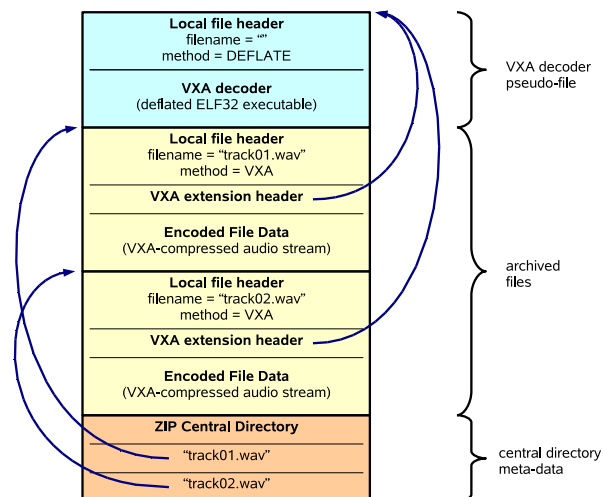 Local file header
filename = “”
method = DEFLATE
VXA decoder
(deflated ELF32 executable)
VXA decoder
pseudo-file
Local file header
filename = “track01.wav”
method = VXA
VXA extension header
Encoded File Data
(VXA-compressed audio stream)
Local file header
filename = “track02.wav”
method = VXA
VXA extension header
Encoded File Data
(VXA-compressed audio stream)
archived
files
ZIP Central Directory
“track01.wav”
“track02.wav”
central directory
meta-data